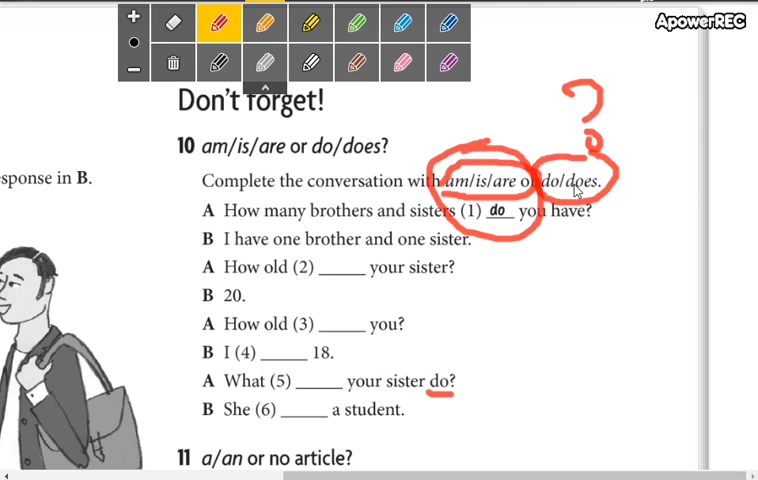 ApowerREC
Don't forget!
10 am/is/are or do/does?
sponse in B.
Complete the conversation with am/is/are or do/does.
A How many brothers and sisters (1) do you have?
B I have one brother and one sister.
A How old (2) _____ your sister?
B 20.
A How old (3) _____ you?
B I (4) _____ 18.
A What (5) _____ your sister do?
B She (6) _____ a student.
11 a/an or no article?